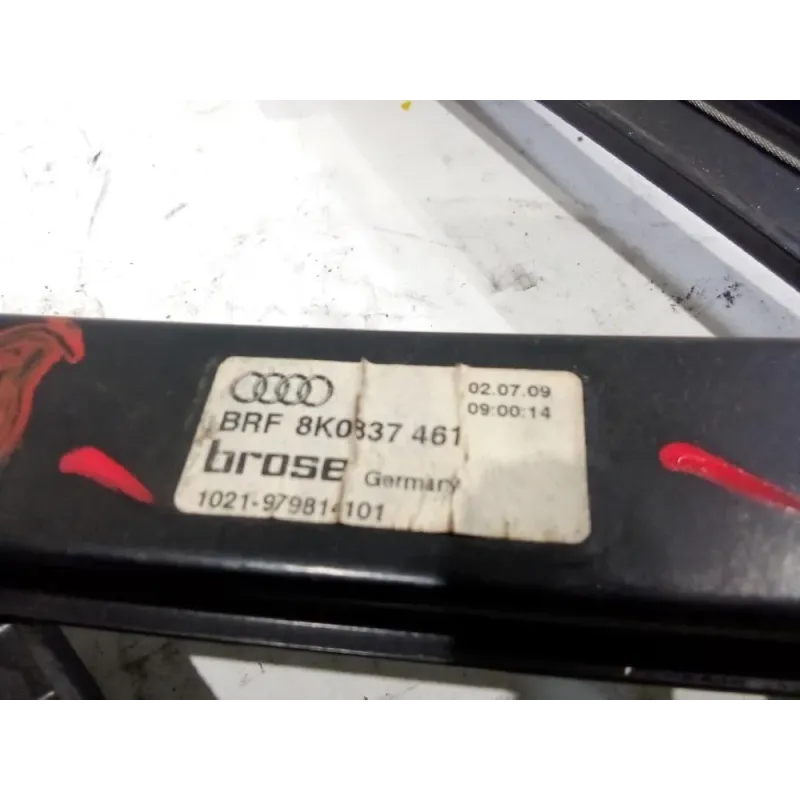 02.07.09
BRF 8K0837 461
09:00:14
brose Germany
1021-979814101